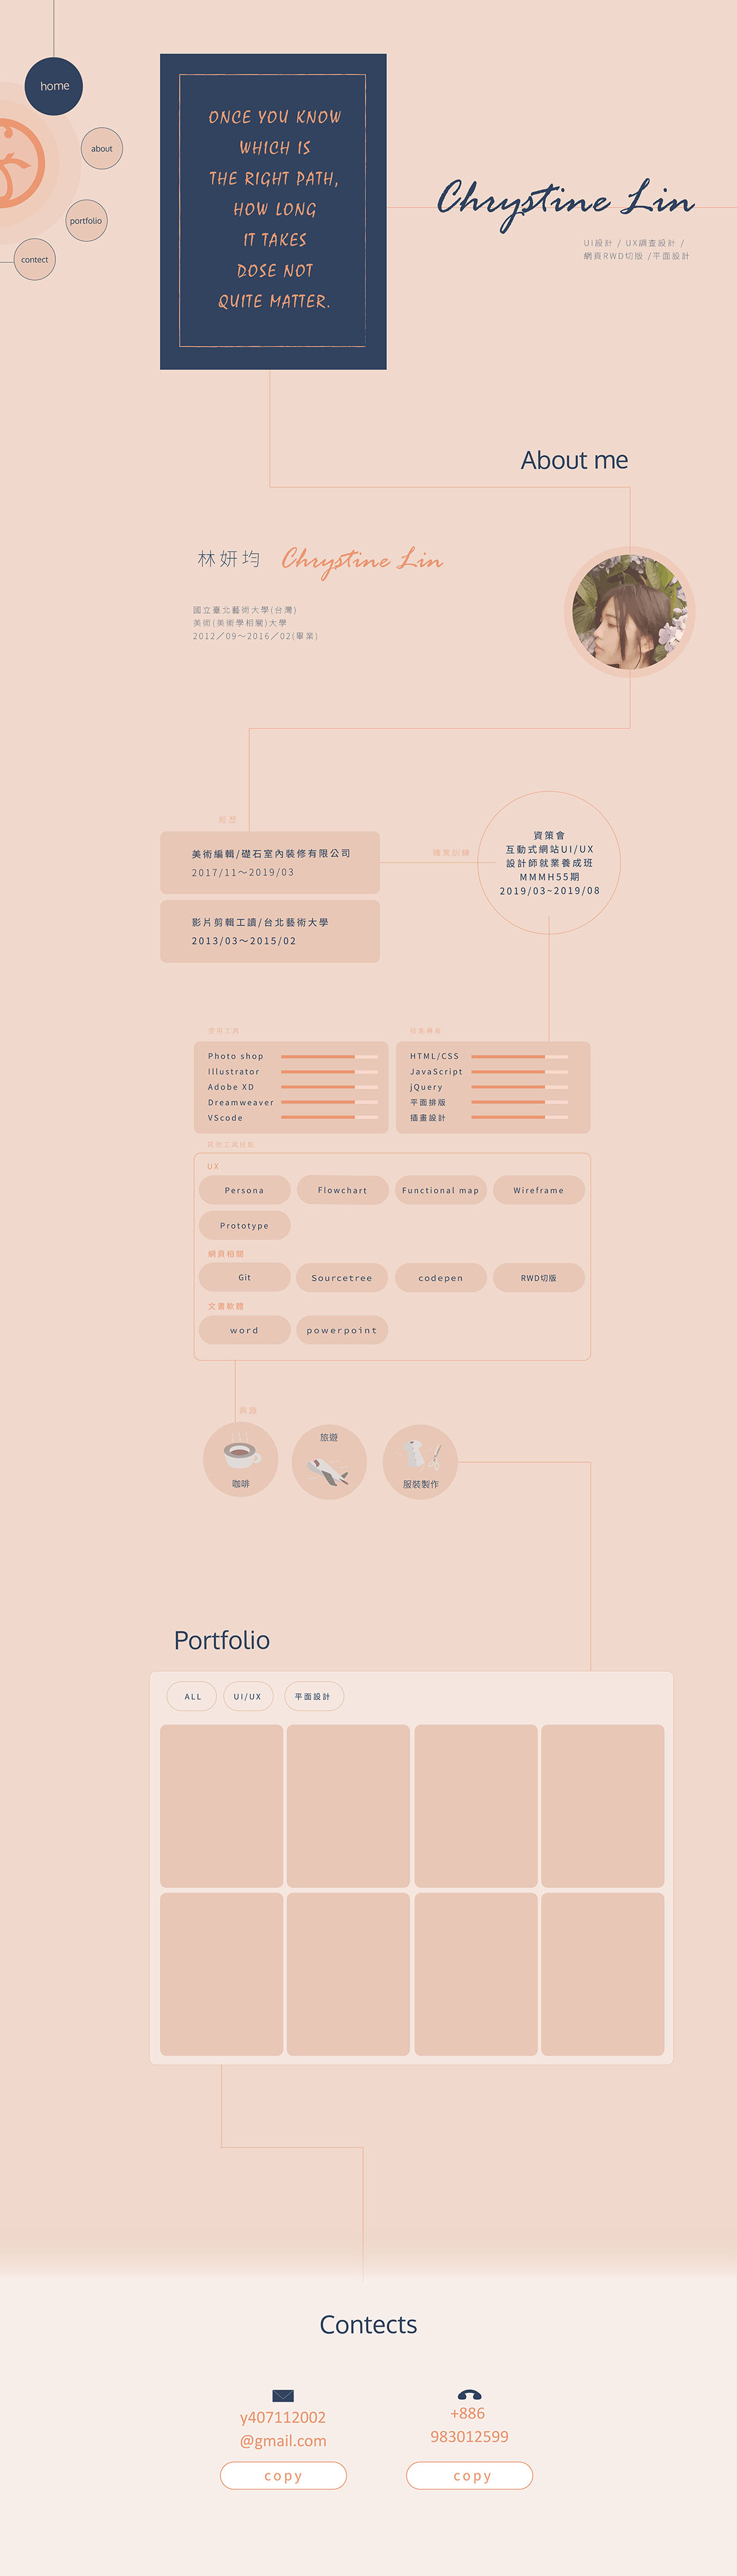 home
about
portfolio
contect
ONCE YOU KNOW
WHICH IS
THE RIGHT PATH,
HOW LONG
IT TAKES
DOSE NOT
QUITE MATTER.
Chrystine Lin
UI設計 / UX調查設計 /
網頁RWD切版 /平面設計
About me
林妍均 Chrystine Lin
國立臺北藝術大學(台灣)
美術(美術學相關)大學
2012／09～2016／02(畢業)
經歷
美術編輯/礎石室內裝修有限公司
2017/11～2019/03
影片剪輯工讀/台北藝術大學
2013/03～2015/02
職業訓練
資策會
互動式網站UI/UX
設計師就業養成班
MMMH55期
2019/03~2019/08
使用工具
Photo shop
Illustrator
Adobe XD
Dreamweaver
VScode
技能專長
HTML/CSS
JavaScript
jQuery
平面排版
插畫設計
其他工具技能
UX
Persona Flowchart Functional map Wireframe
Prototype
網頁相關
Git Sourcetree codepen RWD切版
文書軟體
word powerpoint
興趣
咖啡
旅遊
服裝製作
Portfolio
ALL UI/UX 平面設計
Contects
y407112002
@gmail.com
copy
+886
983012599
copy